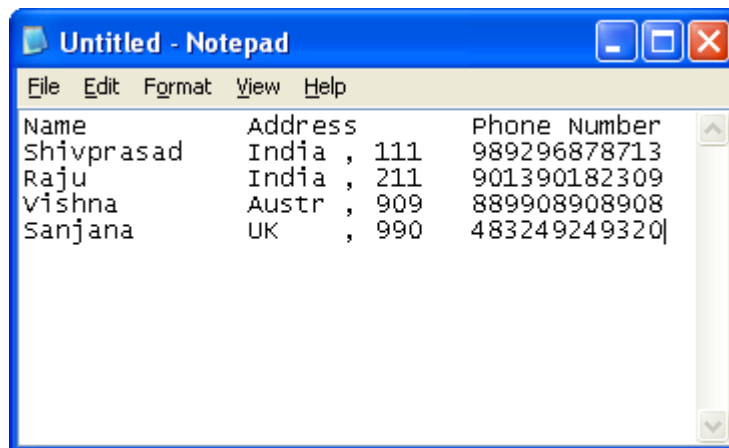 Untitled - Notepad
File Edit Format View Help
Name Address Phone Number
Shivprasad India , 111 989296878713
Raju India , 211 901390182309
Vishna Austr , 909 889908908908
Sanjana UK , 990 483249249320